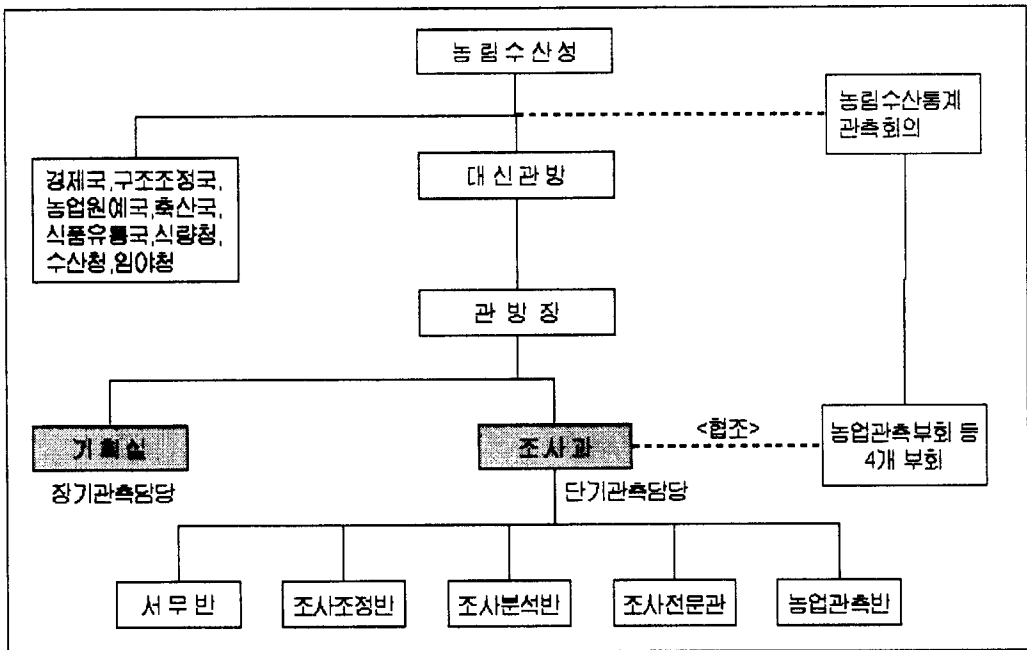 농림수산성
농림수산통계
관측회의
경제국,구조조정국,
농업원예국,축산국,
식품유통국,식량청,
수산청,임야청
대신관방
관방장
기획실
장기관측담당
조사과
단기관측담당
<협조>
농업관측부회 등
4개 부회
서무반
조사조정반
조사분석반
조사전문관
농업관측반